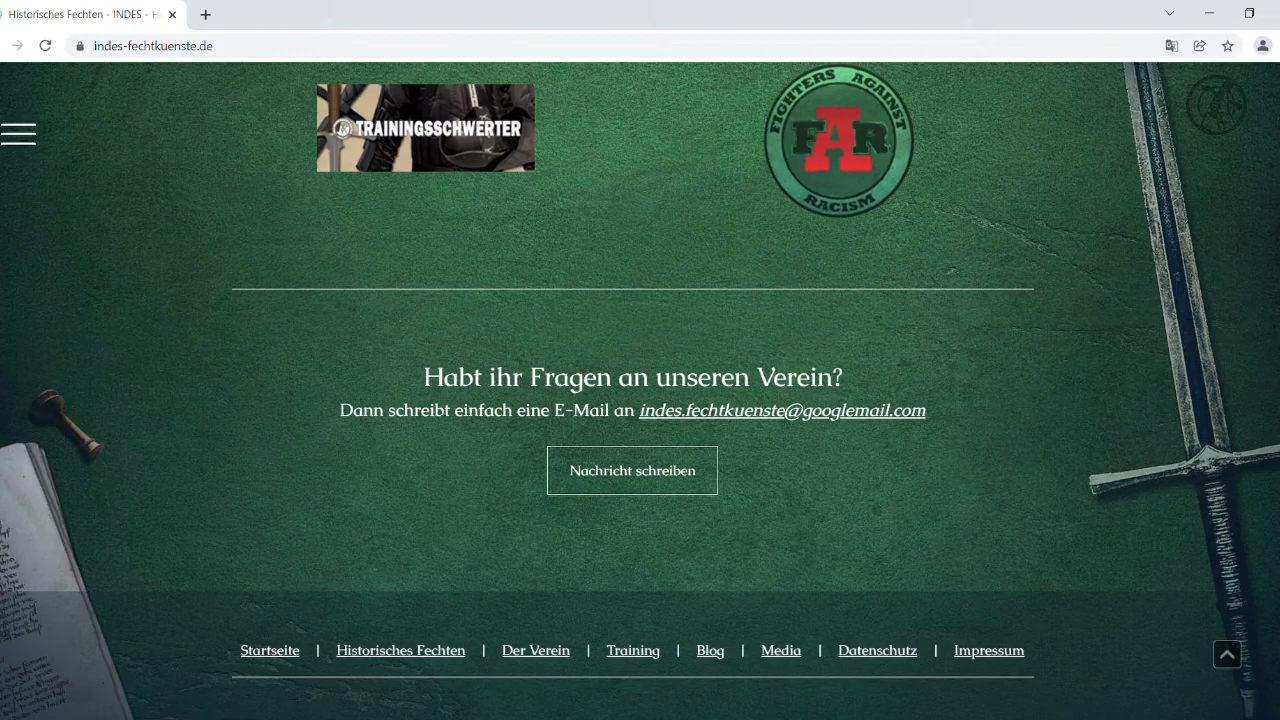 Historisches Fechten - INDES - Hi
indes-fechtkuenste.de
TRAININGSSCHWERTER
FIGHTERS AGAINST
FAR
RACISM
Habt ihr Fragen an unseren Verein?
Dann schreibt einfach eine E-Mail an indes.fechtkuenste@googlemail.com
Nachricht schreiben
Startseite | Historisches Fechten | Der Verein | Training | Blog | Media | Datenschutz | Impressum